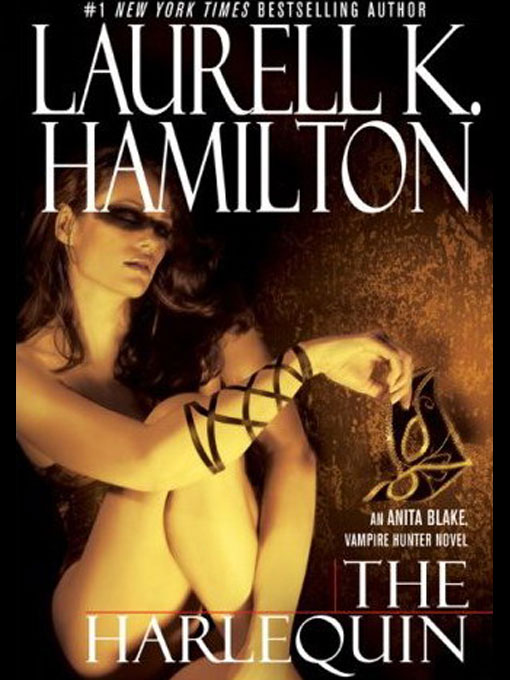 #1 NEW YORK TIMES BESTSELLING AUTHOR
LAURELL K.
HAMILTON
AN ANITA BLAKE,
VAMPIRE HUNTER NOVEL
THE
HARLEQUIN